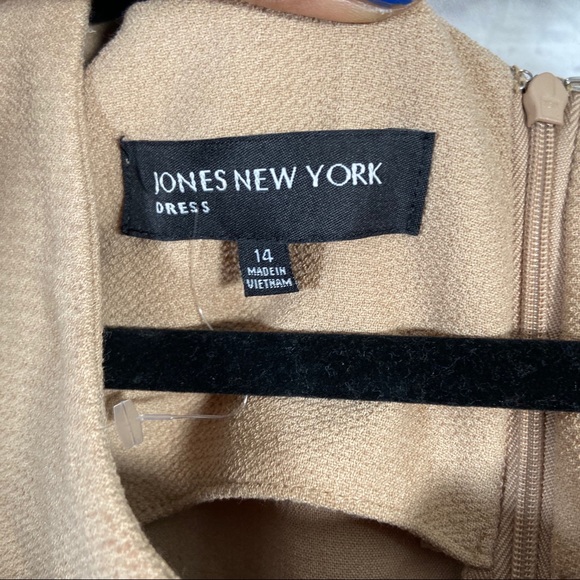 JONES NEW YORK
DRESS
14
MADE IN
VIETNAM